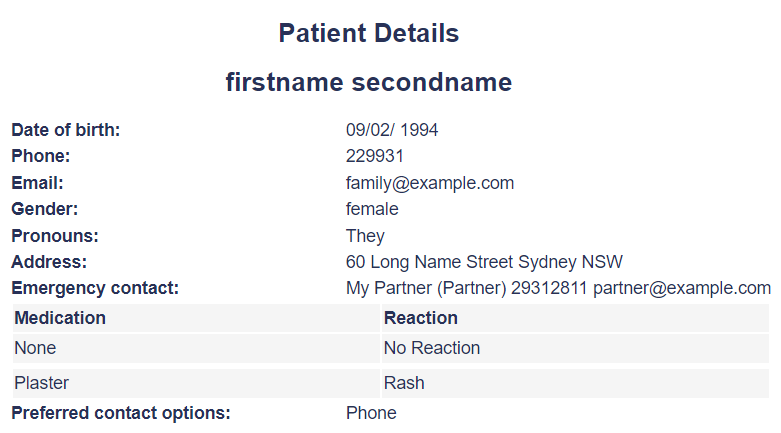 Patient Details
firstname secondname
Date of birth: 09/02/ 1994
Phone: 229931
Email: family@example.com
Gender: female
Pronouns: They
Address: 60 Long Name Street Sydney NSW
Emergency contact: My Partner (Partner) 29312811 partner@example.com
Medication Reaction
None No Reaction
Plaster Rash
Preferred contact options: Phone